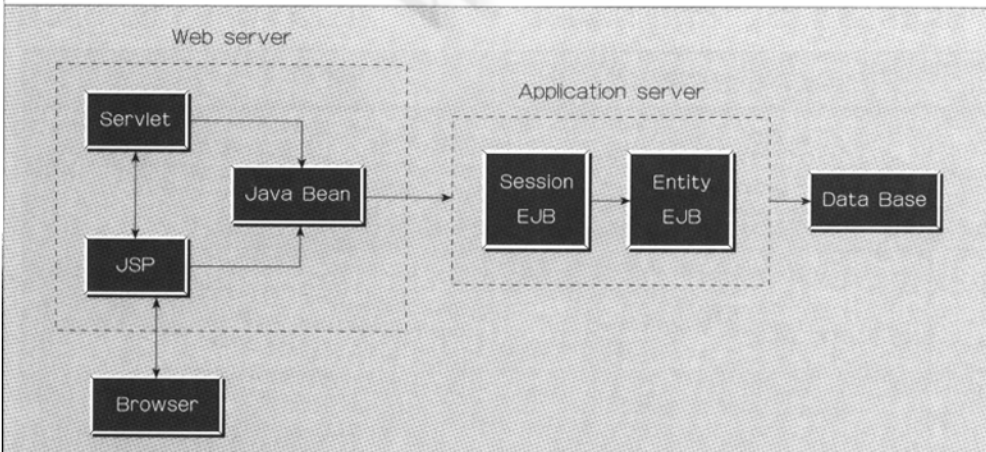 Web server
Application server
Servlet
Java Bean
Session
EJB
Entity
EJB
Data Base
JSP
Browser